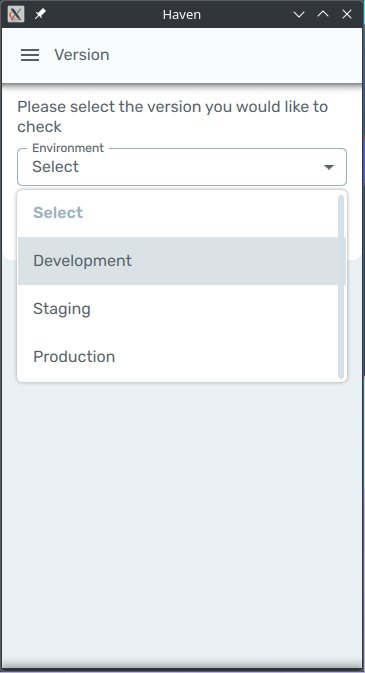 Haven
Version
Please select the version you would like to
check
Environment
Select
Select
Development
Staging
Production